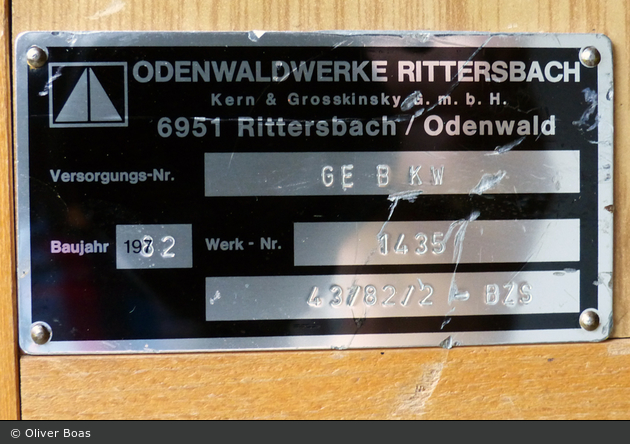 ODENWALDWERKE RITTERSBACH
Kern & Grosskinsky G. m. b. H.
6951 Rittersbach / Odenwald
Versorgungs-Nr. GE B KW
Baujahr 1982 Werk - Nr. 1435
43/82/2 - BZS
© Oliver Boas